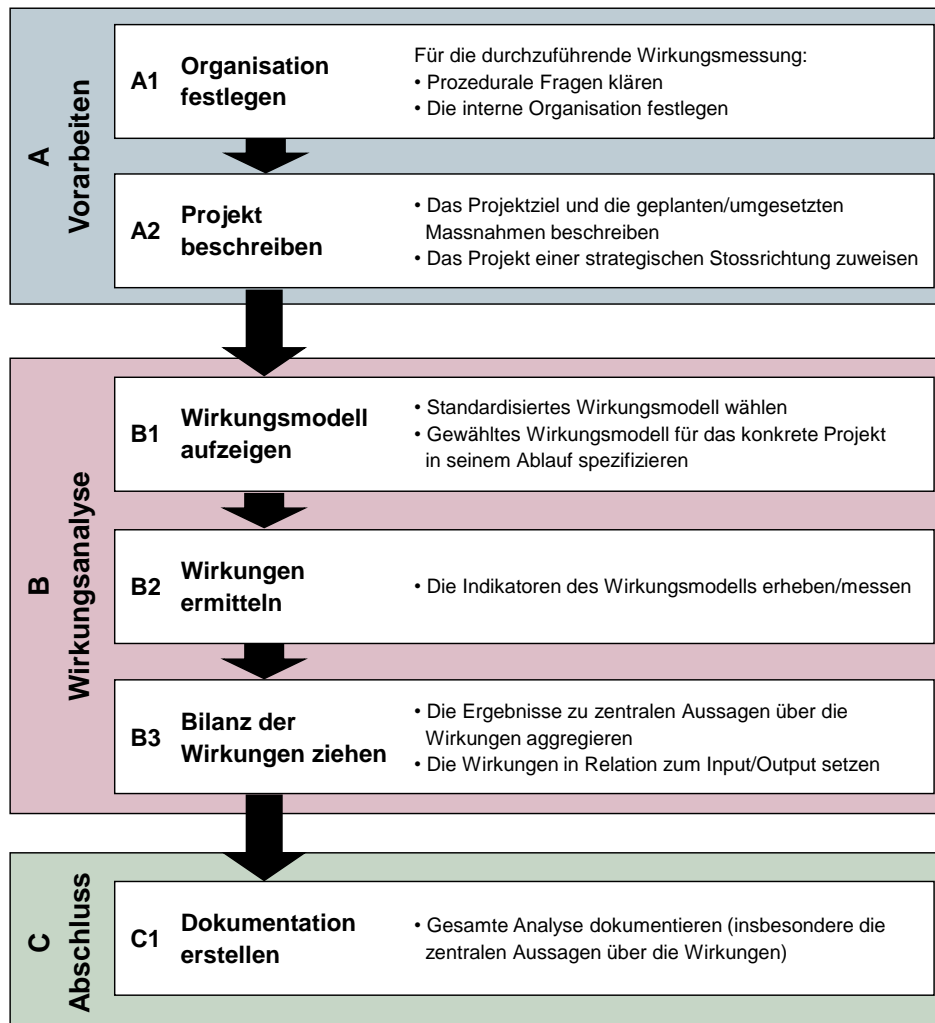 A
Vorarbeiten
A1
Organisation
festlegen
Für die durchzuführende Wirkungsmessung:
• Prozedurale Fragen klären
• Die interne Organisation festlegen
A2
Projekt
beschreiben
• Das Projektziel und die geplanten/umgesetzten
Massnahmen beschreiben
• Das Projekt einer strategischen Stossrichtung zuweisen
B
Wirkungsanalyse
B1
Wirkungsmodell
aufzeigen
• Standardisiertes Wirkungsmodell wählen
• Gewähltes Wirkungsmodell für das konkrete Projekt
in seinem Ablauf spezifizieren
B2
Wirkungen
ermitteln
• Die Indikatoren des Wirkungsmodells erheben/messen
B3
Bilanz der
Wirkungen ziehen
• Die Ergebnisse zu zentralen Aussagen über die
Wirkungen aggregieren
• Die Wirkungen in Relation zum Input/Output setzen
C
Abschluss
C1
Dokumentation
erstellen
• Gesamte Analyse dokumentieren (insbesondere die
zentralen Aussagen über die Wirkungen)